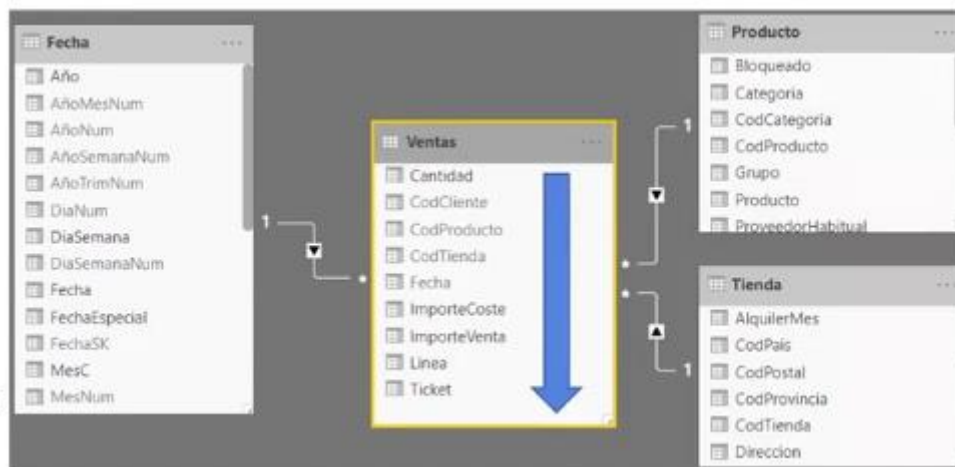 Fecha
Año
AñoMesNum
AñoNum
AñoSemanaNum
AñoTrimNum
DiaNum
DiaSemana
DiaSemanaNum
Fecha
FechaEspecial
FechaSK
MesC
MesNum
1
*
Ventas
Cantidad
CodCliente
CodProducto
CodTienda
Fecha
ImporteCoste
ImporteVenta
Linea
Ticket
*
*
1
1
Producto
Bloqueado
Categoria
CodCategoria
CodProducto
Grupo
Producto
ProveedorHabitual
Tienda
AlquilerMes
CodPais
CodPostal
CodProvincia
CodTienda
Direccion